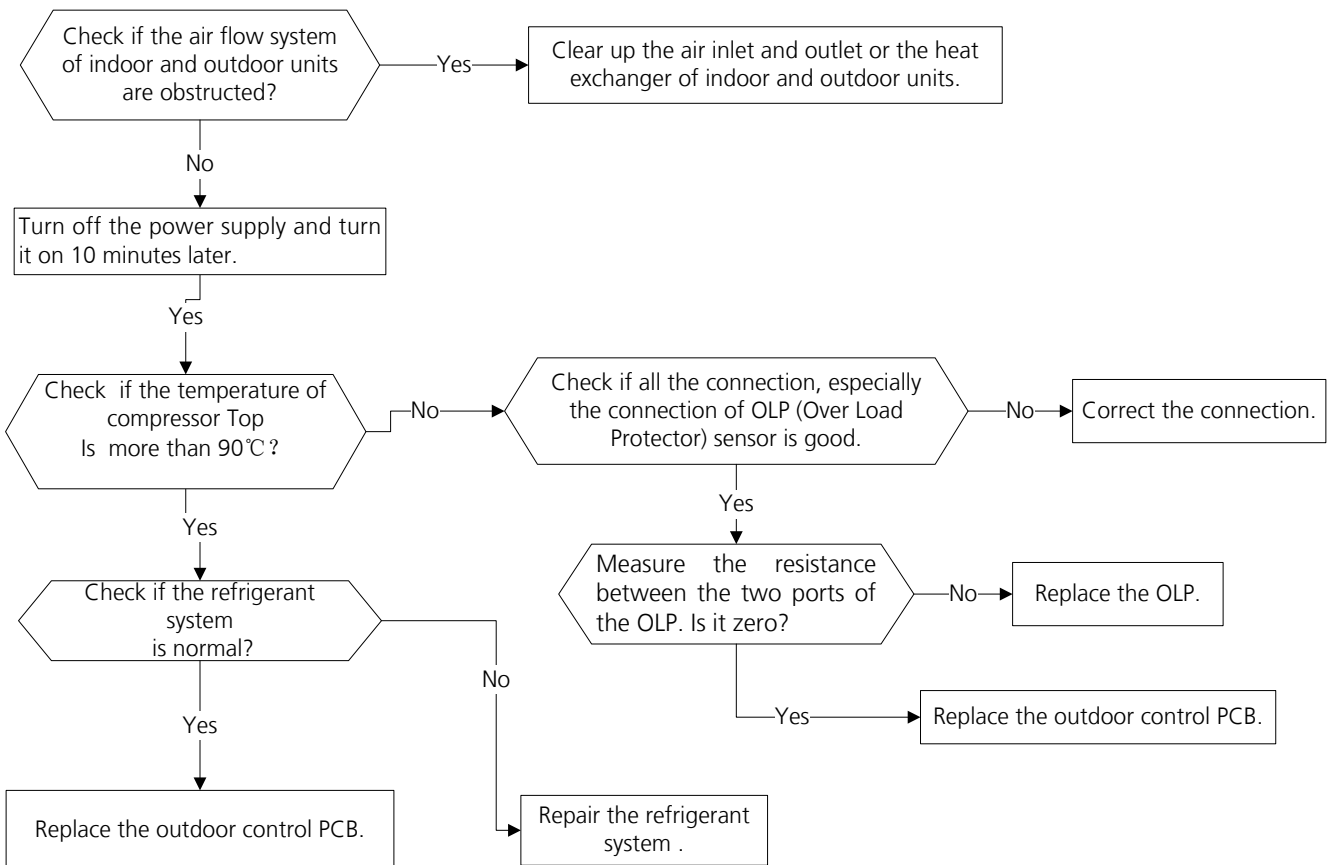 Check if the air flow system
of indoor and outdoor units
are obstructed?
Yes
Clear up the air inlet and outlet or the heat
exchanger of indoor and outdoor units.
No
Turn off the power supply and turn
it on 10 minutes later.
Yes
Check if the temperature of
compressor Top
Is more than 90℃?
No
Check if all the connection, especially
the connection of OLP (Over Load
Protector) sensor is good.
No
Correct the connection.
Yes
Yes
Measure the resistance
between the two ports of
the OLP. Is it zero?
No
Replace the OLP.
Check if the refrigerant
system
is normal?
No
Yes
Yes
Replace the outdoor control PCB.
Replace the outdoor control PCB.
Repair the refrigerant
system .